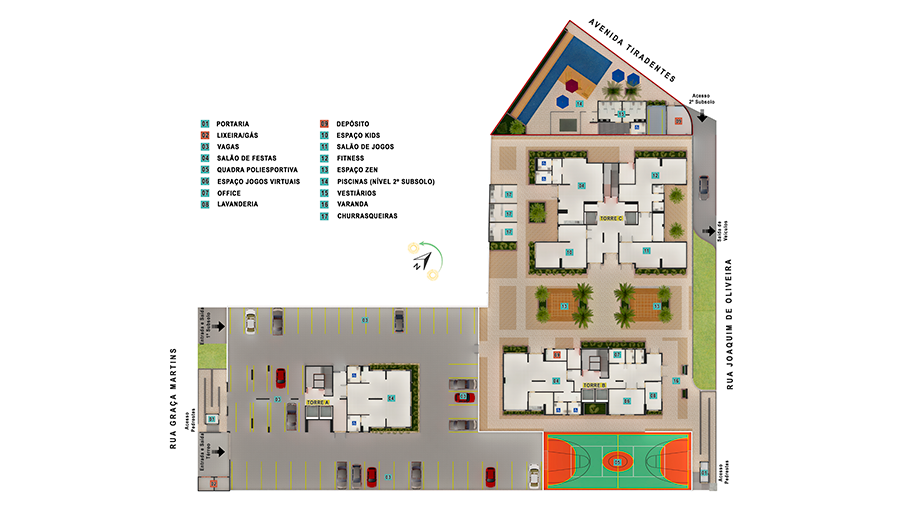 AVENIDA TIRADENTES
Acesso
2º Subsolo
01 PORTARIA
02 LIXEIRA/GÁS
03 VAGAS
04 SALÃO DE FESTAS
05 QUADRA POLIESPORTIVA
06 ESPAÇO JOGOS VIRTUAIS
07 OFFICE
08 LAVANDERIA
09 DEPÓSITO
10 ESPAÇO KIDS
11 SALÃO DE JOGOS
12 FITNESS
13 ESPAÇO ZEN
14 PISCINAS (NÍVEL 2º SUBSOLO)
15 VESTIÁRIOS
16 VARANDA
17 CHURRASQUEIRAS
TORRE C
Saída de
Veículos
N
RUA JOAQUIM DE OLIVEIRA
Entrada e Saída
1º Subsolo
RUA GRAÇA MARTINS
TORRE A
TORRE B
Acesso
Pedestres
Entrada e Saída
Térreo
Acesso
Pedestres